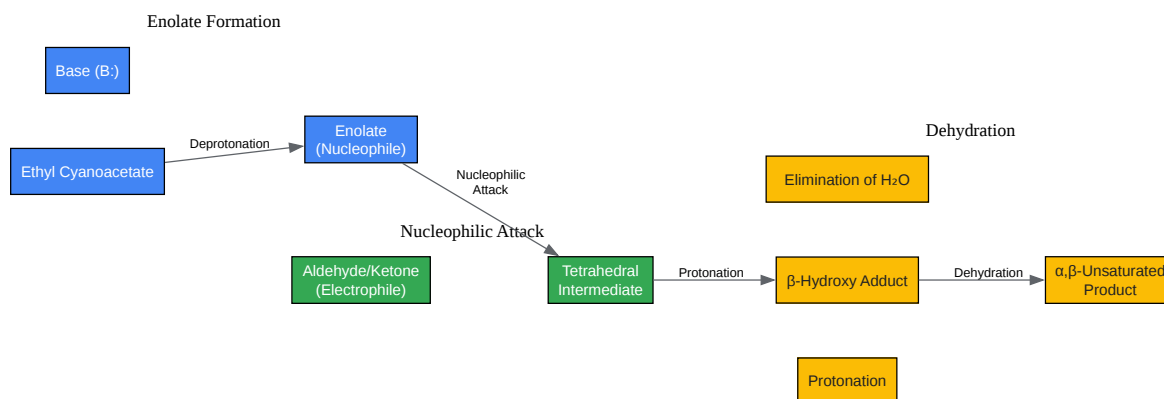 Enolate Formation
Base (B:)
Ethyl Cyanoacetate
Deprotonation
Enolate
(Nucleophile)
Nucleophilic
Attack
Nucleophilic Attack
Aldehyde/Ketone
(Electrophile)
Tetrahedral
Intermediate
Protonation
Dehydration
Elimination of H₂O
β-Hydroxy Adduct
Dehydration
α,β-Unsaturated
Product
Protonation